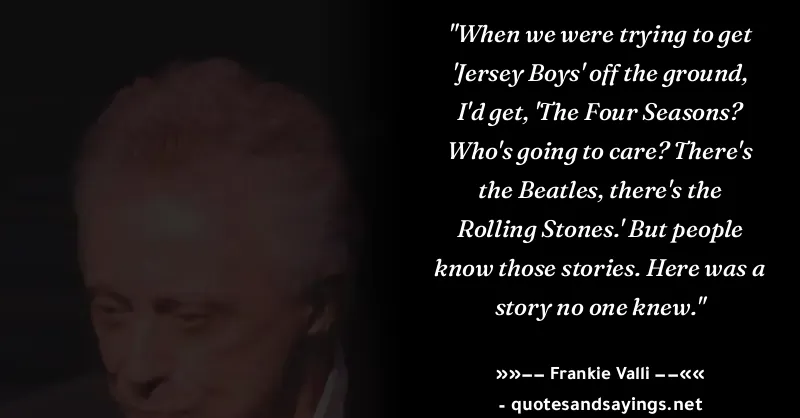 "When we were trying to get
'Jersey Boys' off the ground,
I'd get, 'The Four Seasons?
Who's going to care? There's
the Beatles, there's the
Rolling Stones.' But people
know those stories. Here was a
story no one knew."
»»–– Frankie Valli ––««
- quotesandsayings.net